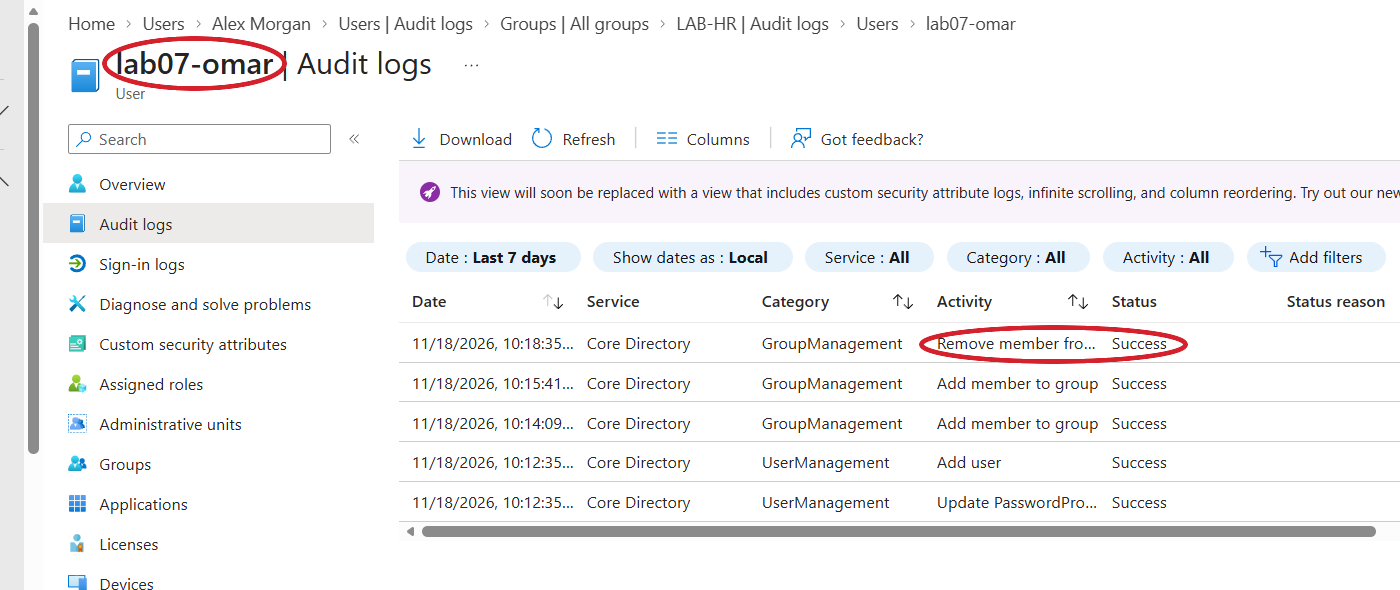 Home > Users > Alex Morgan > Users | Audit logs > Groups | All groups > LAB-HR | Audit logs > Users > lab07-omar
lab07-omar | Audit logs ...
User
Search «
Download Refresh Columns Got feedback?
Overview
Audit logs
Sign-in logs
Diagnose and solve problems
Custom security attributes
Assigned roles
Administrative units
Groups
Applications
Licenses
Devices
This view will soon be replaced with a view that includes custom security attribute logs, infinite scrolling, and column reordering. Try out our new
Date : Last 7 days Show dates as : Local Service : All Category : All Activity : All Add filters
Date Service Category Activity Status Status reason
11/18/2026, 10:18:35... Core Directory GroupManagement Remove member fro... Success
11/18/2026, 10:15:41... Core Directory GroupManagement Add member to group Success
11/18/2026, 10:14:09... Core Directory GroupManagement Add member to group Success
11/18/2026, 10:12:35... Core Directory UserManagement Add user Success
11/18/2026, 10:12:35... Core Directory UserManagement Update PasswordPro... Success